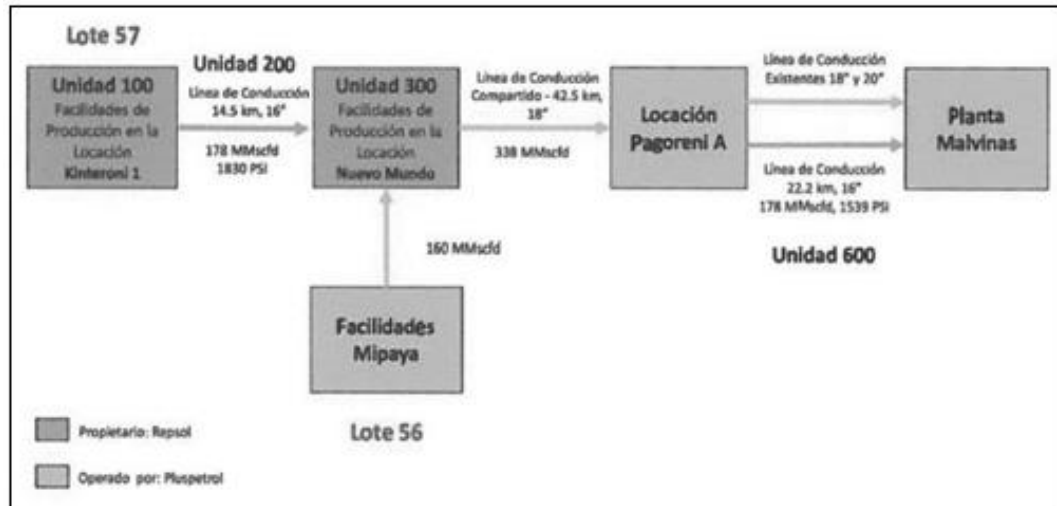 Lote 57
Unidad 100
Facilidades de
Producción en la
Locación
Kinteroni 1
Unidad 200
Línea de Conducción
14.5 km, 16"
178 MMscfd
1830 PSI
Unidad 300
Facilidades de
Producción en la
Locación
Nuevo Mundo
Línea de Conducción
Compartido - 42.5 km,
18"
338 MMscfd
Locación
Pagoreni A
Línea de Conducción
Existentes 18" y 20"
Línea de Conducción
22.2 km, 16"
178 MMscfd, 1539 PSI
Unidad 600
Planta
Malvinas
160 MMscfd
Facilidades
Mipaya
Lote 56
Propietario: Repsol
Operado por: Pluspetrol